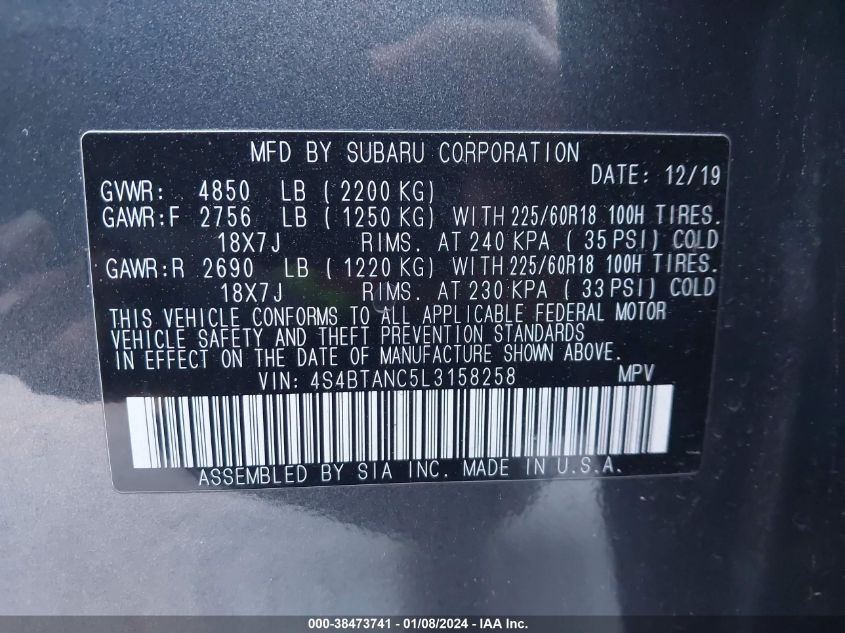 MFD BY SUBARU CORPORATION
DATE: 12/19
GVWR: 4850 LB ( 2200 KG)
GAWR:F 2756 LB ( 1250 KG) WITH 225/60R18 100H TIRES.
18X7J RIMS. AT 240 KPA ( 35 PSI) COLD
GAWR:R 2690 LB ( 1220 KG) WITH 225/60R18 100H TIRES.
18X7J RIMS. AT 230 KPA ( 33 PSI) COLD
THIS VEHICLE CONFORMS TO ALL APPLICABLE FEDERAL MOTOR
VEHICLE SAFETY AND THEFT PREVENTION STANDARDS
IN EFFECT ON THE DATE OF MANUFACTURE SHOWN ABOVE.
VIN: 4S4BTANC5L3158258 MPV
ASSEMBLED BY SIA INC. MADE IN U.S.A.
000-38473741 - 01/08/2024 - IAA Inc.